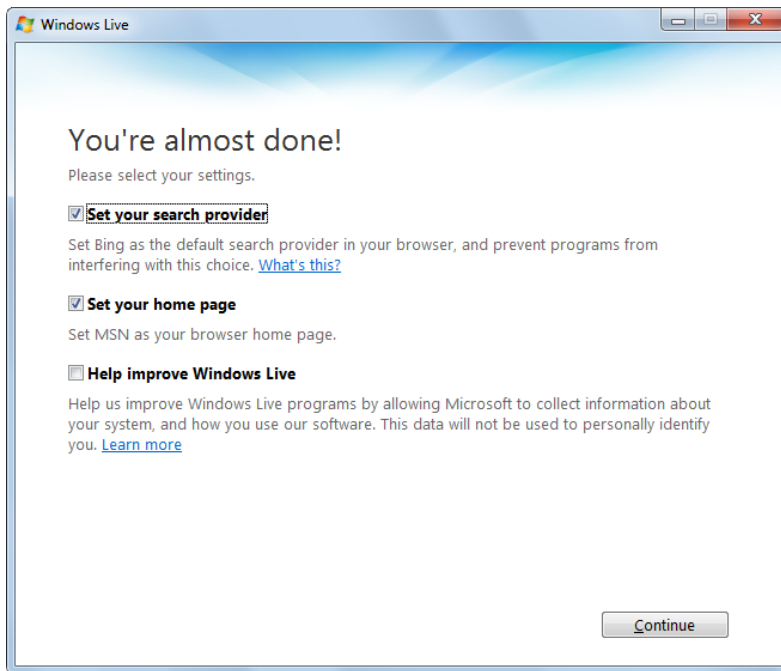 Windows Live
You're almost done!
Please select your settings.
Set your search provider
Set Bing as the default search provider in your browser, and prevent programs from
interfering with this choice. What's this?
Set your home page
Set MSN as your browser home page.
Help improve Windows Live
Help us improve Windows Live programs by allowing Microsoft to collect information about
your system, and how you use our software. This data will not be used to personally identify
you. Learn more
Continue